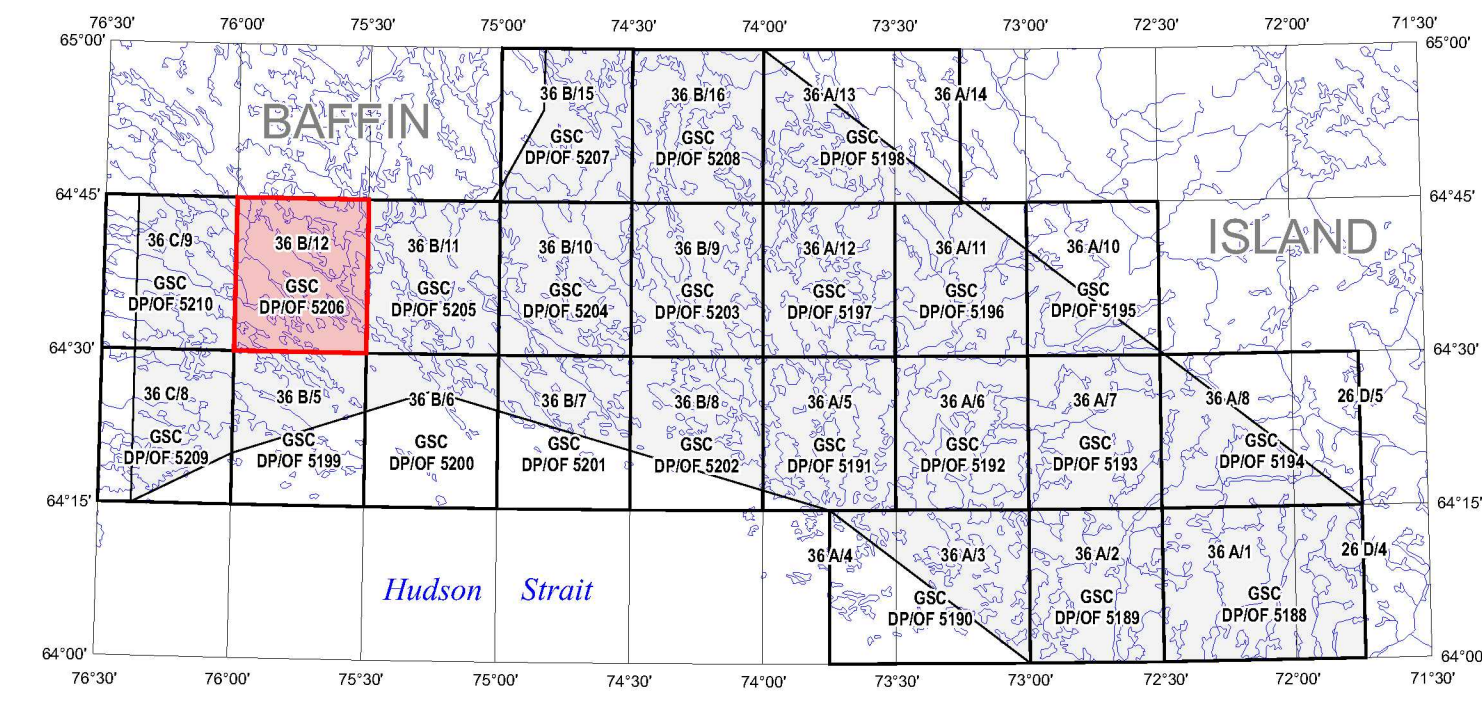 76°30' 76°00' 75°30' 75°00' 74°30' 74°00' 73°30' 73°00' 72°30' 72°00' 71°30'
65°00' 65°00'
36 B/15 36 B/16 36 A/13 36 A/14
BAFFIN
GSC GSC GSC
DP/OF 5207 DP/OF 5208 DP/OF 5198
64°45' 64°45'
36 C/9 36 B/12 36 B/11 36 B/10 36 B/9 36 A/12 36 A/11 36 A/10
ISLAND
GSC GSC GSC GSC GSC GSC GSC GSC
DP/OF 5210 DP/OF 5206 DP/OF 5205 DP/OF 5204 DP/OF 5203 DP/OF 5197 DP/OF 5196 DP/OF 5195
64°30' 64°30'
36 C/8 36 B/5 36 B/6 36 B/7 36 B/8 36 A/5 36 A/6 36 A/7 36 A/8 26 D/5
GSC GSC GSC GSC GSC GSC GSC GSC GSC
DP/OF 5209 DP/OF 5199 DP/OF 5200 DP/OF 5201 DP/OF 5202 DP/OF 5191 DP/OF 5192 DP/OF 5193 DP/OF 5194
64°15' 64°15'
36 A/4 36 A/3 36 A/2 36 A/1 26 D/4
Hudson Strait
GSC GSC GSC
DP/OF 5190 DP/OF 5189 DP/OF 5188
64°00' 64°00'
76°30' 76°00' 75°30' 75°00' 74°30' 74°00' 73°30' 73°00' 72°30' 72°00' 71°30'